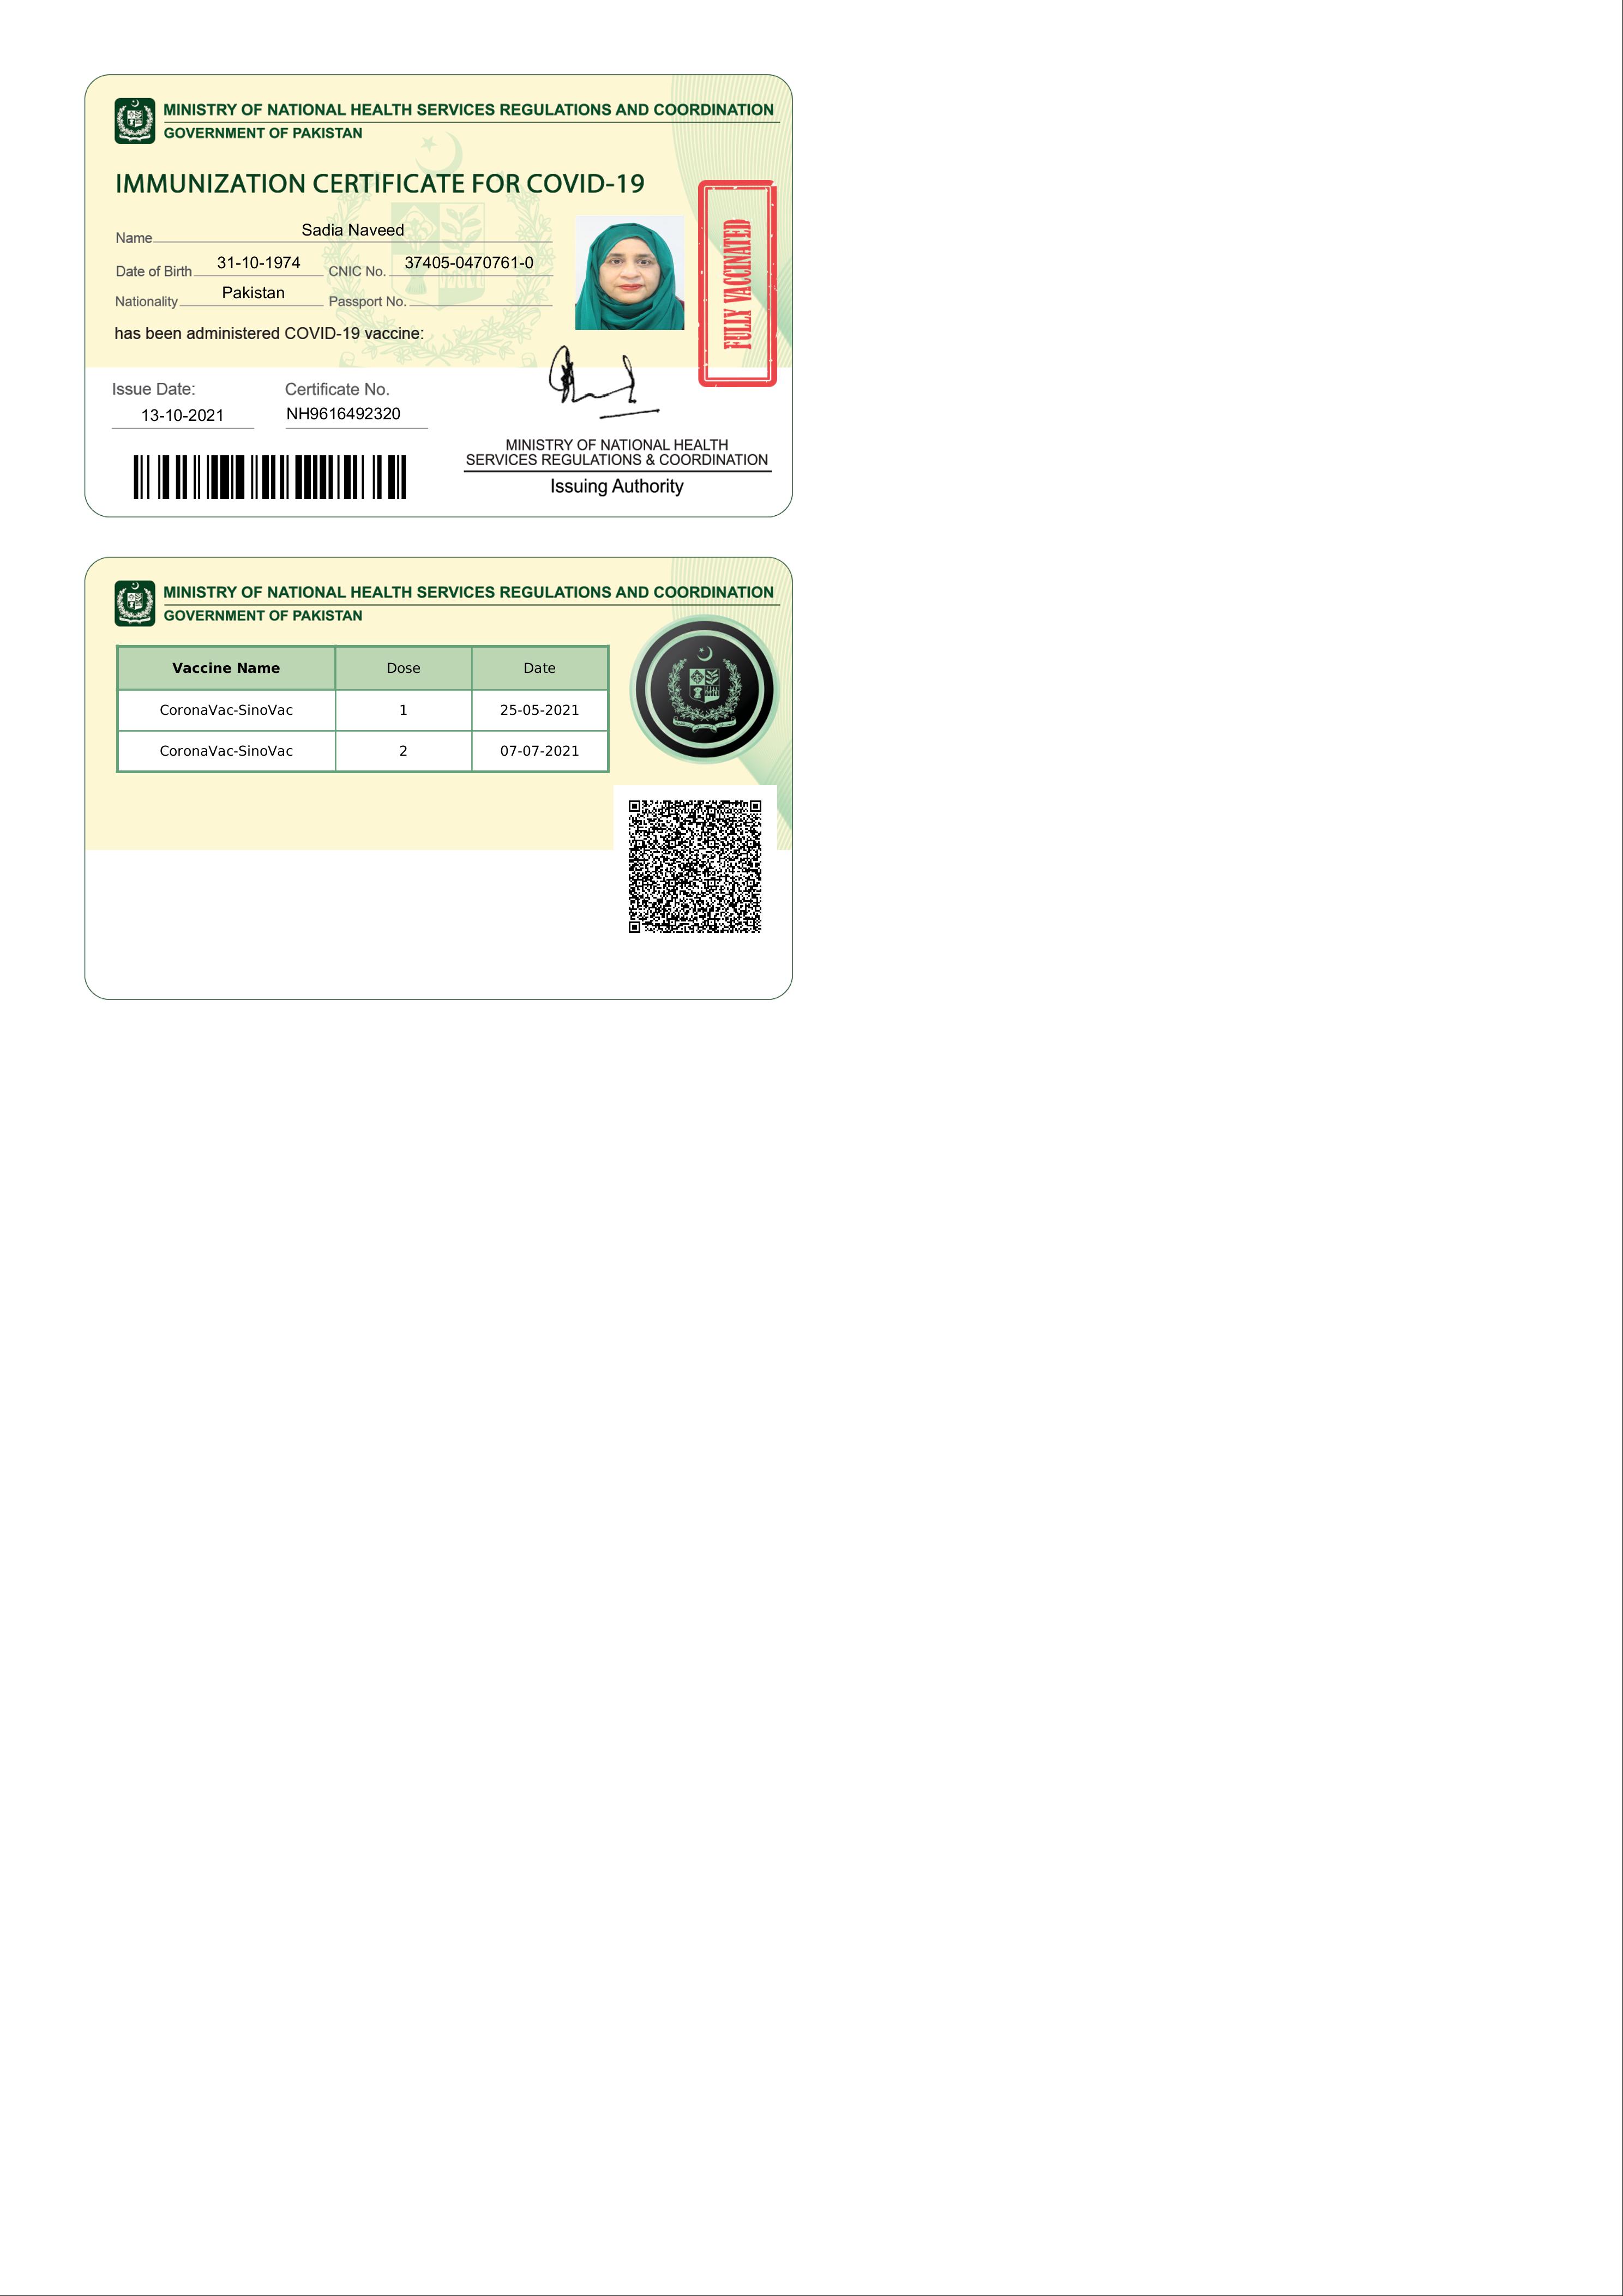 MINISTRY OF NATIONAL HEALTH SERVICES REGULATIONS AND COORDINATION
GOVERNMENT OF PAKISTAN
IMMUNIZATION CERTIFICATE FOR COVID-19
Name Sadia Naveed
Date of Birth 31-10-1974 CNIC No. 37405-0470761-0
Nationality Pakistan Passport No.
has been administered COVID-19 vaccine:
FULLY VACCINATED
Issue Date: Certificate No.
13-10-2021 NH9616492320
MINISTRY OF NATIONAL HEALTH
SERVICES REGULATIONS & COORDINATION
Issuing Authority
MINISTRY OF NATIONAL HEALTH SERVICES REGULATIONS AND COORDINATION
GOVERNMENT OF PAKISTAN
Vaccine Name Dose Date
CoronaVac-SinoVac 1 25-05-2021
CoronaVac-SinoVac 2 07-07-2021